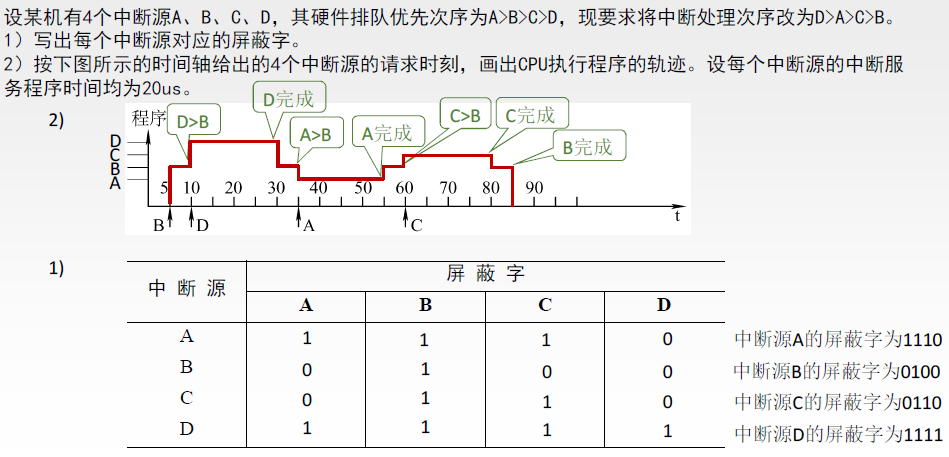 设某机有4个中断源A、B、C、D，其硬件排队优先次序为A>B>C>D，现要求将中断处理次序改为D>A>C>B。
1）写出每个中断源对应的屏蔽字。
2）按下图所示的时间轴给出的4个中断源的请求时刻，画出CPU执行程序的轨迹。设每个中断源的中断服
务程序时间均为20us。
2)
程序
D>B
D完成
A>B
A完成
C>B
C完成
B完成
D
C
B
A
5 10 20 30 40 50 60 70 80 90
B D A C t
1)
中 断 源 屏 蔽 字
A B C D
A 1 1 1 0 中断源A的屏蔽字为1110
B 0 1 0 0 中断源B的屏蔽字为0100
C 0 1 1 0 中断源C的屏蔽字为0110
D 1 1 1 1 中断源D的屏蔽字为1111